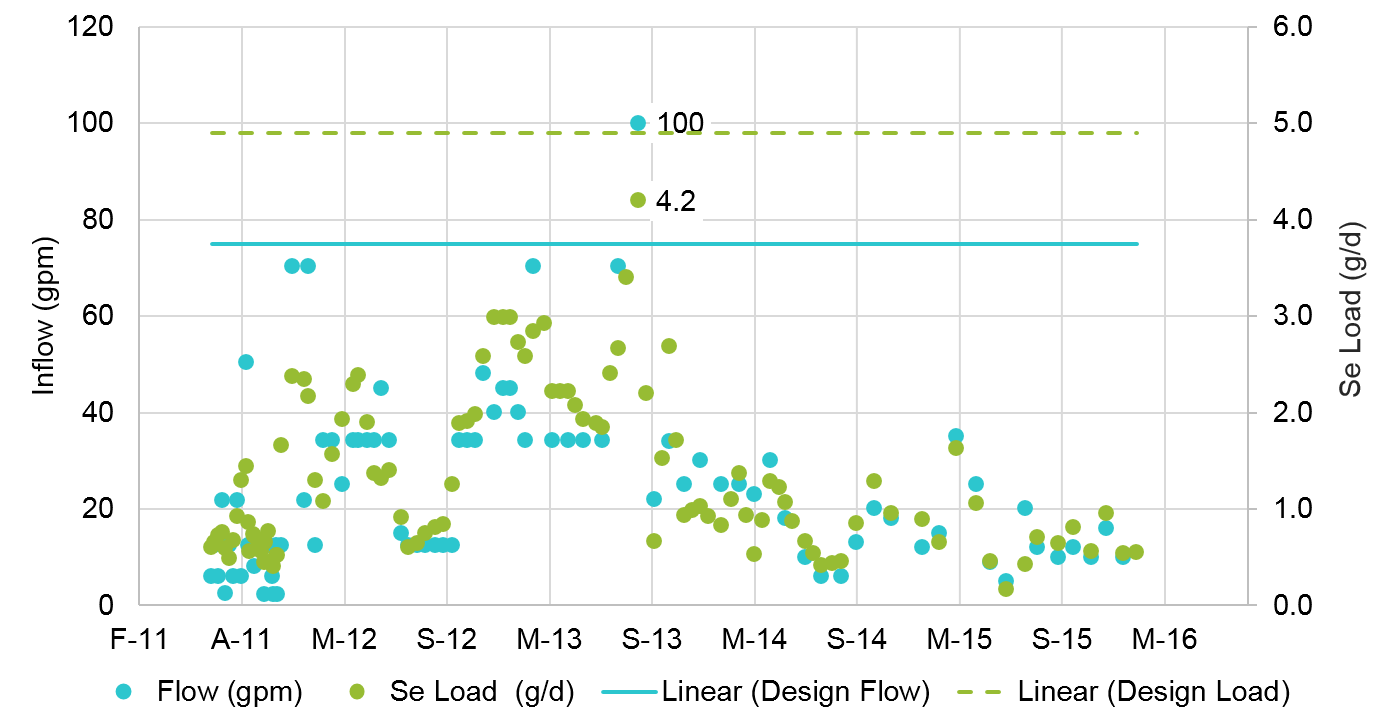 120 6.0
100 100 5.0
80 4.2 4.0
60 3.0
40 2.0
20 1.0
0 0.0
Inflow (gpm)
Se Load (g/d)
F-11 A-11 M-12 S-12 M-13 S-13 M-14 S-14 M-15 S-15 M-16
Flow (gpm) Se Load (g/d) Linear (Design Flow) Linear (Design Load)